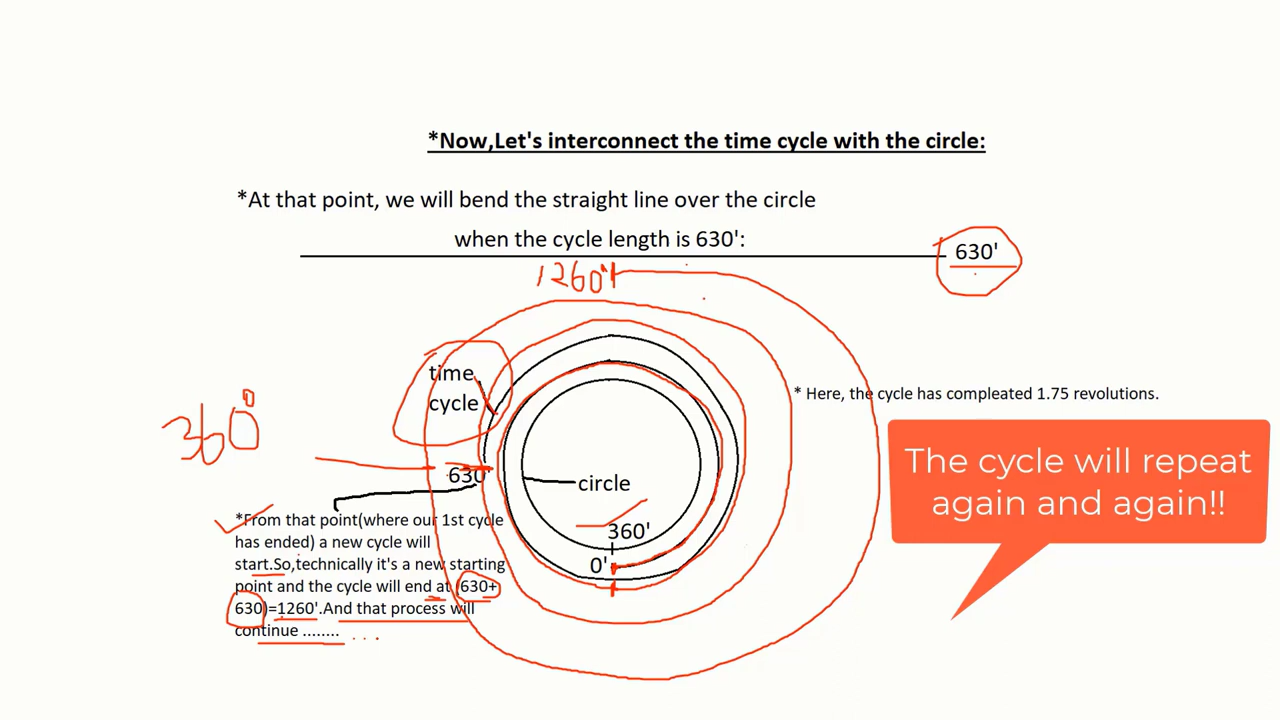 *Now,Let's interconnect the time cycle with the circle:
*At that point, we will bend the straight line over the circle
when the cycle length is 630':
630'
1260°
time
cycle
* Here, the cycle has compleated 1.75 revolutions.
360°
The cycle will repeat
again and again!!
630'
circle
360'
0'
*From that point(where our 1st cycle
has ended) a new cycle will
start.So,technically it's a new starting
point and the cycle will end at (630+
630)=1260'.And that process will
continue ........